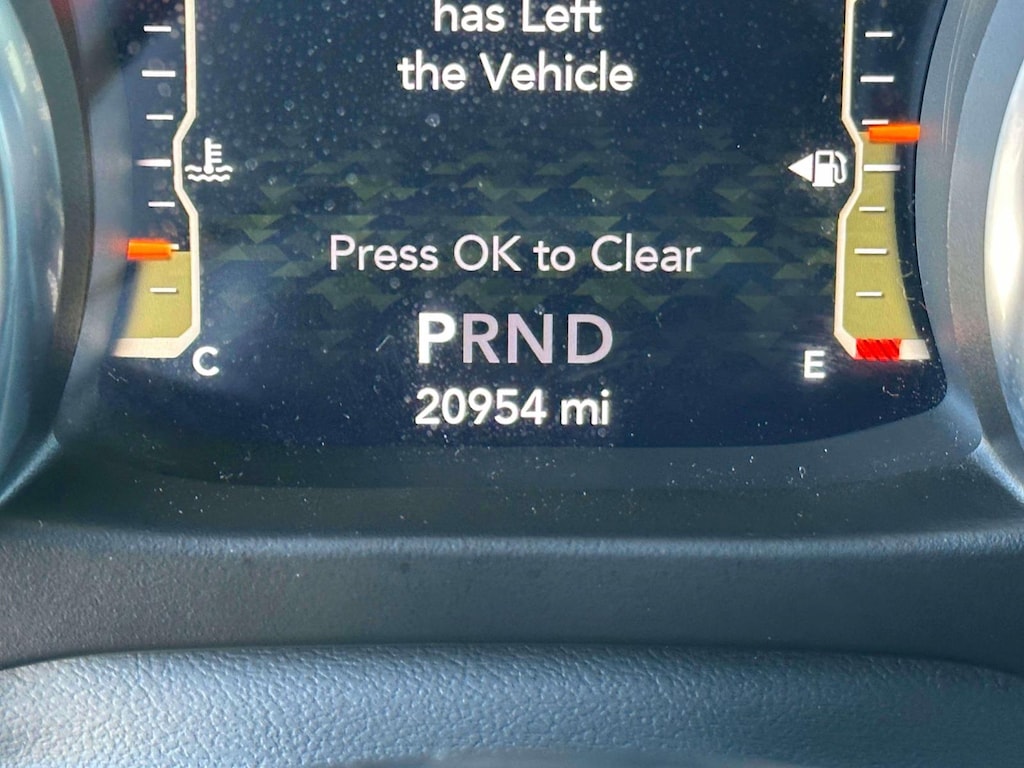 has Left
the Vehicle
Press OK to Clear
PRND
C
E
20954 mi